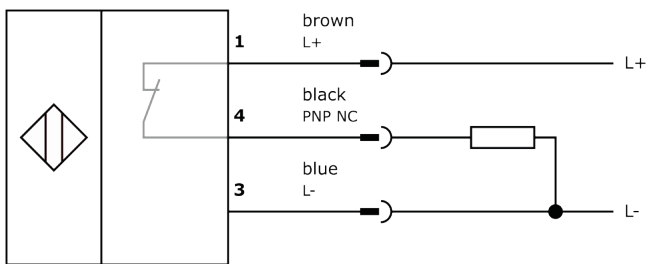 brown
1 L+
L+
black
4 PNP NC
blue
3 L-
L-